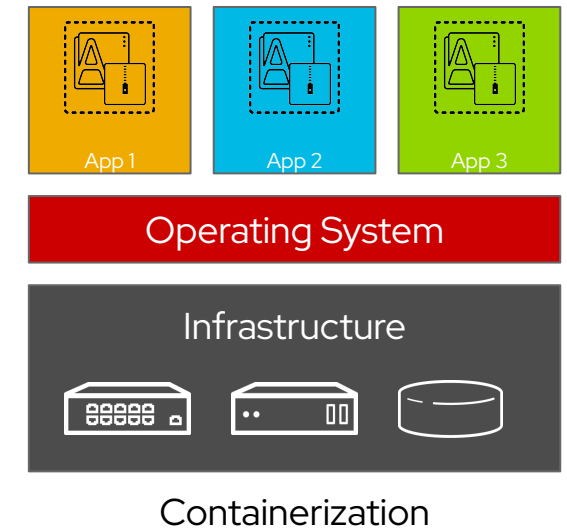 App 1
App 2
App 3
Operating System
Infrastructure
Containerization